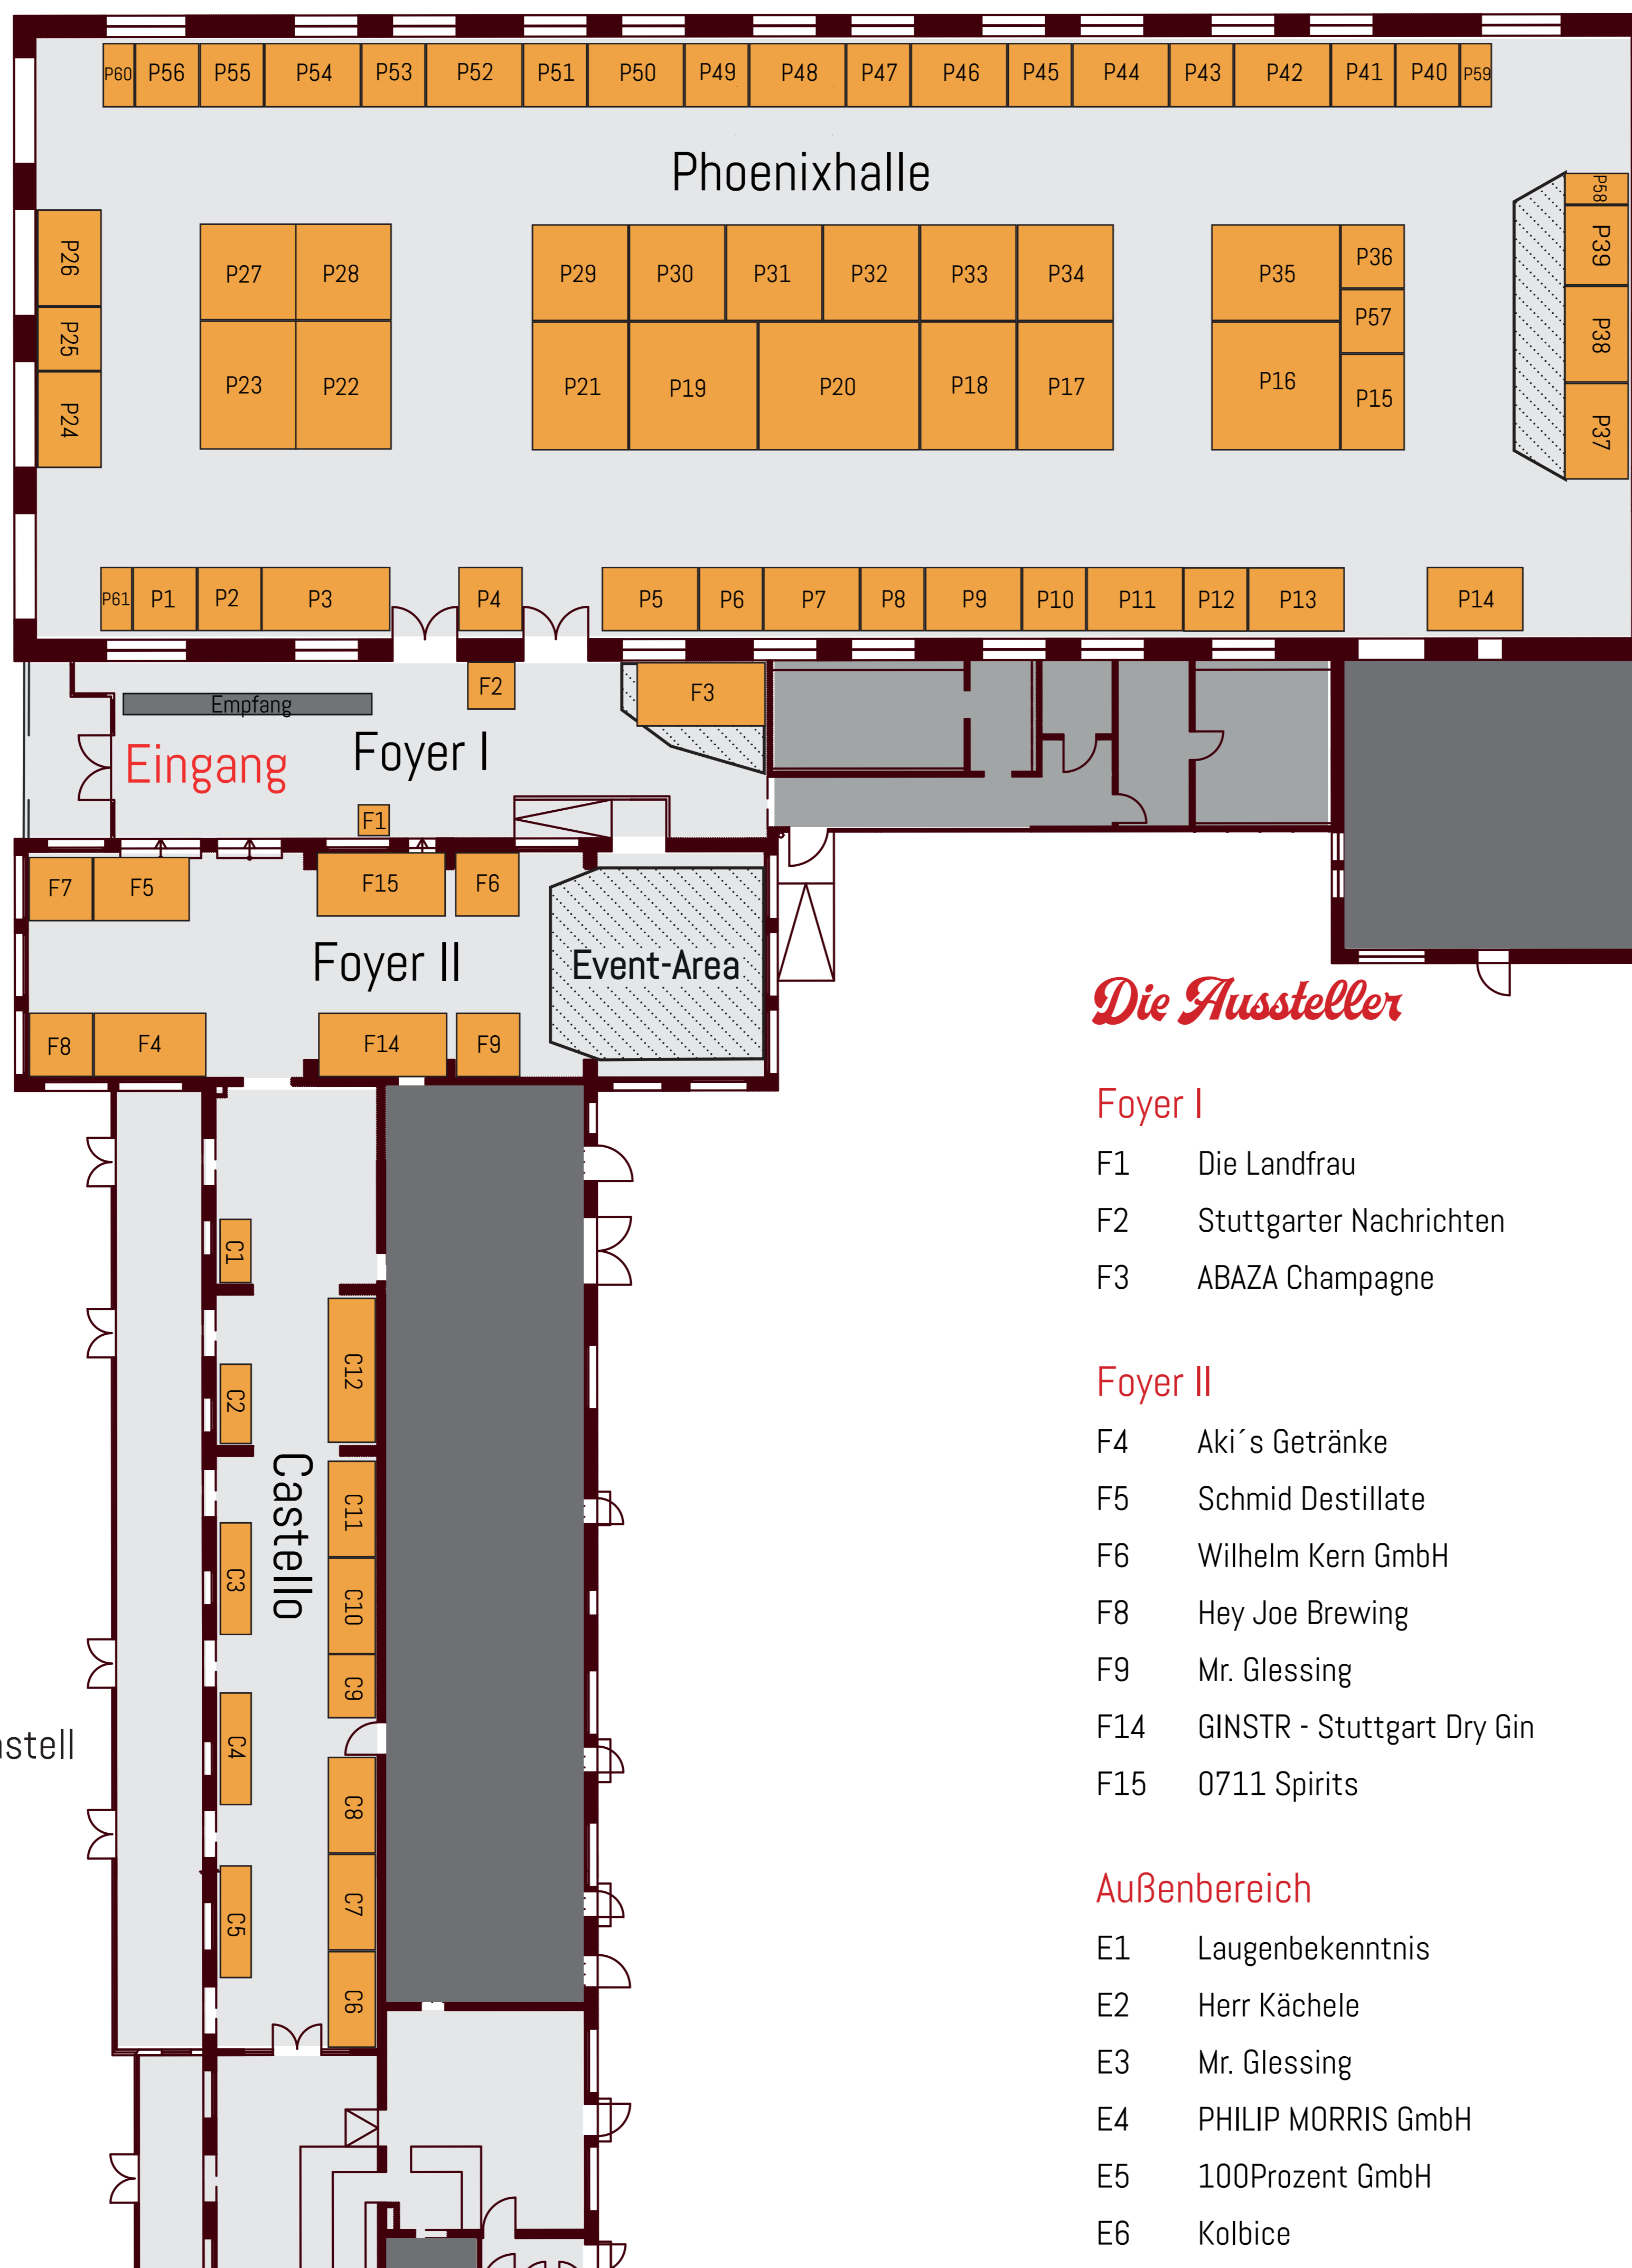 P60 P56 P55 P54 P53 P52 P51 P50 P49 P48 P47 P46 P45 P44 P43 P42 P41 P40 P59
Phoenixhalle
P58
P39
P38
P37
P26
P25
P24
P27 P28
P23 P22
P29 P30 P31 P32 P33 P34
P21 P19 P20 P18 P17
P35 P36
P57
P16 P15
P61 P1 P2 P3 P4 P5 P6 P7 P8 P9 P10 P11 P12 P13 P14
F2 F3
Empfang
Foyer I
Eingang
F1
F7 F5 F15 F6
Foyer II
Event-Area
F8 F4 F14 F9
C1
C12
C2
Castello
C11
C3
C10
C9
C4
C8
C5
C7
C6
astell
Die Aussteller
Foyer I
F1 Die Landfrau
F2 Stuttgarter Nachrichten
F3 ABAZA Champagne
Foyer II
F4 Aki´s Getränke
F5 Schmid Destillate
F6 Wilhelm Kern GmbH
F8 Hey Joe Brewing
F9 Mr. Glessing
F14 GINSTR - Stuttgart Dry Gin
F15 0711 Spirits
Außenbereich
E1 Laugenbekenntnis
E2 Herr Kächele
E3 Mr. Glessing
E4 PHILIP MORRIS GmbH
E5 100Prozent GmbH
E6 Kolbice